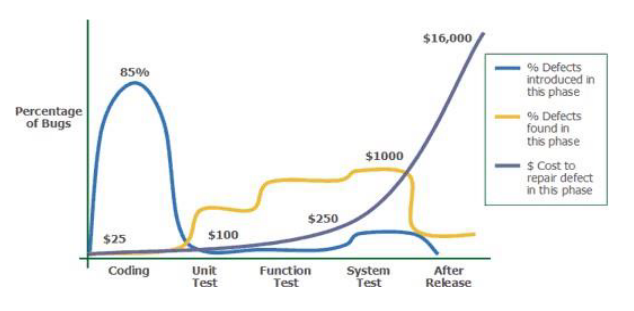 $16,000
85%
Percentage
of Bugs
$1000
$250
$100
$25
Coding
Unit
Test
Function
Test
System
Test
After
Release
% Defects
introduced in
this phase
% Defects
found in
this phase
$ Cost to
repair defect
in this phase